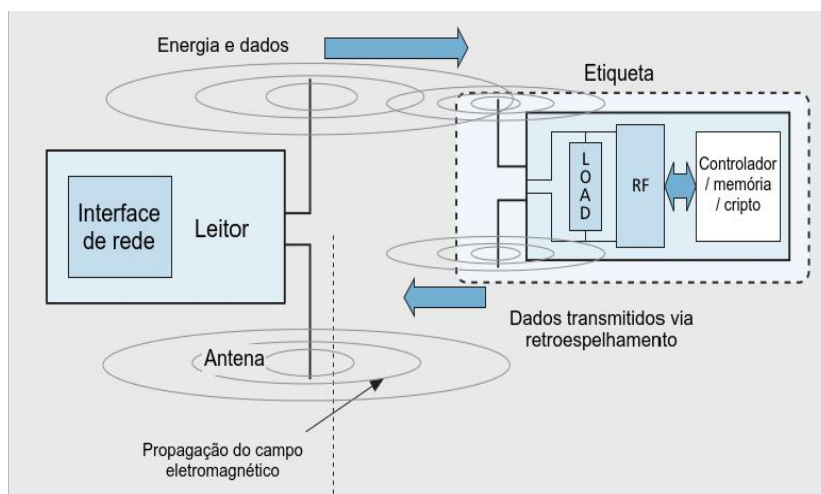 Energia e dados
Etiqueta
Interface
de rede
Leitor
LOAD
RF
Controlador
/ memória
/ cripto
Dados transmitidos via
retroespelhamento
Antena
Propagação do campo
eletromagnético